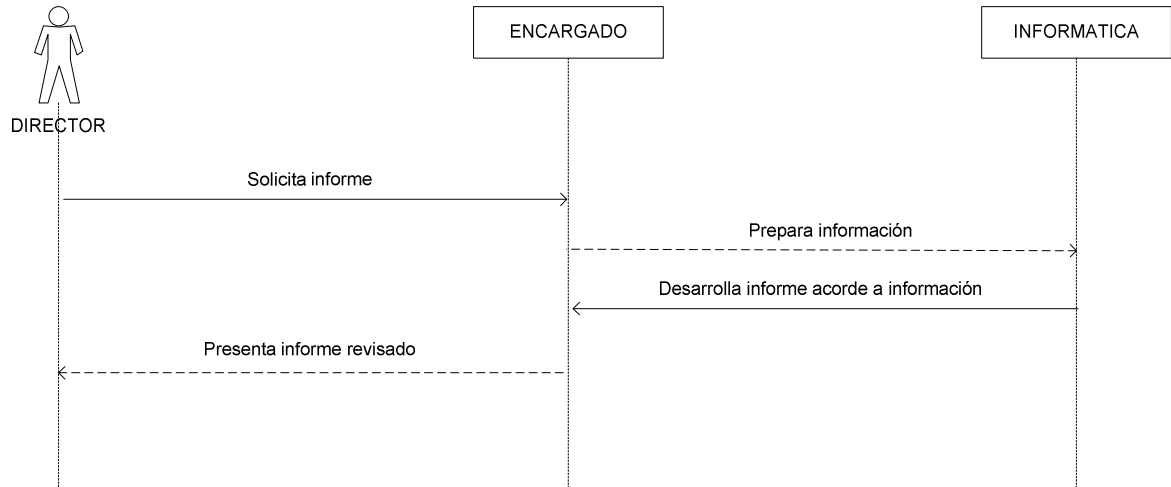 ENCARGADO
INFORMATICA
DIRECTOR
Solicita informe
Prepara información
Desarrolla informe acorde a información
Presenta informe revisado